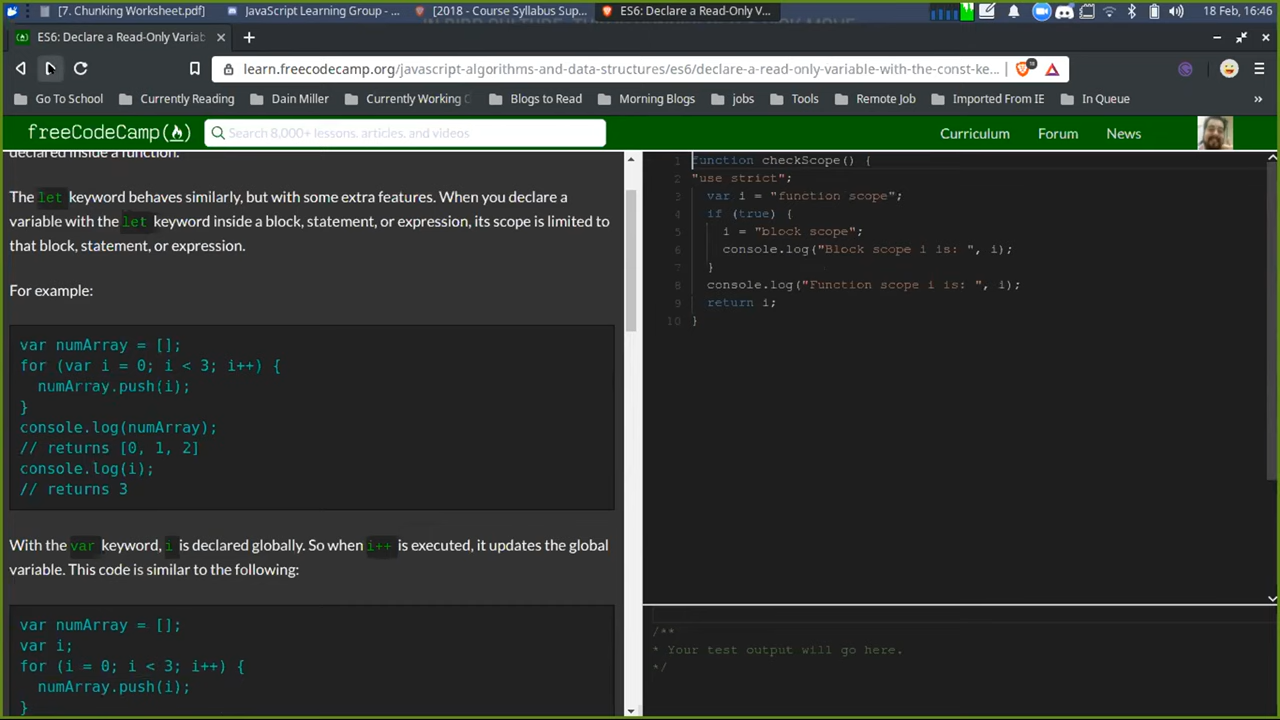 [7. Chunking Worksheet.pdf]
JavaScript Learning Group - ...
[2018 - Course Syllabus Sup...
ES6: Declare a Read-Only V...
18 Feb, 16:46
ES6: Declare a Read-Only Variab
learn.freecodecamp.org/javascript-algorithms-and-data-structures/es6/declare-a-read-only-variable-with-the-const-ke...
Go To School
Currently Reading
Dain Miller
Currently Working
Blogs to Read
Morning Blogs
jobs
Tools
Remote Job
Imported From IE
In Queue
»
freeCodeCamp
Search 8,000+ lessons, articles, and videos
Curriculum
Forum
News
declared inside a function.
The let keyword behaves similarly, but with some extra features. When you declare a
variable with the let keyword inside a block, statement, or expression, its scope is limited to
that block, statement, or expression.
For example:
var numArray = [];
for (var i = 0; i < 3; i++) {
numArray.push(i);
}
console.log(numArray);
// returns [0, 1, 2]
console.log(i);
// returns 3
With the var keyword, i is declared globally. So when i++ is executed, it updates the global
variable. This code is similar to the following:
var numArray = [];
var i;
for (i = 0; i < 3; i++) {
numArray.push(i);
}
1 function checkScope() {
2 "use strict";
3 var i = "function scope";
4 if (true) {
5 i = "block scope";
6 console.log("Block scope i is: ", i);
7 }
8 console.log("Function scope i is: ", i);
9 return i;
10 }
/**
* Your test output will go here.
*/